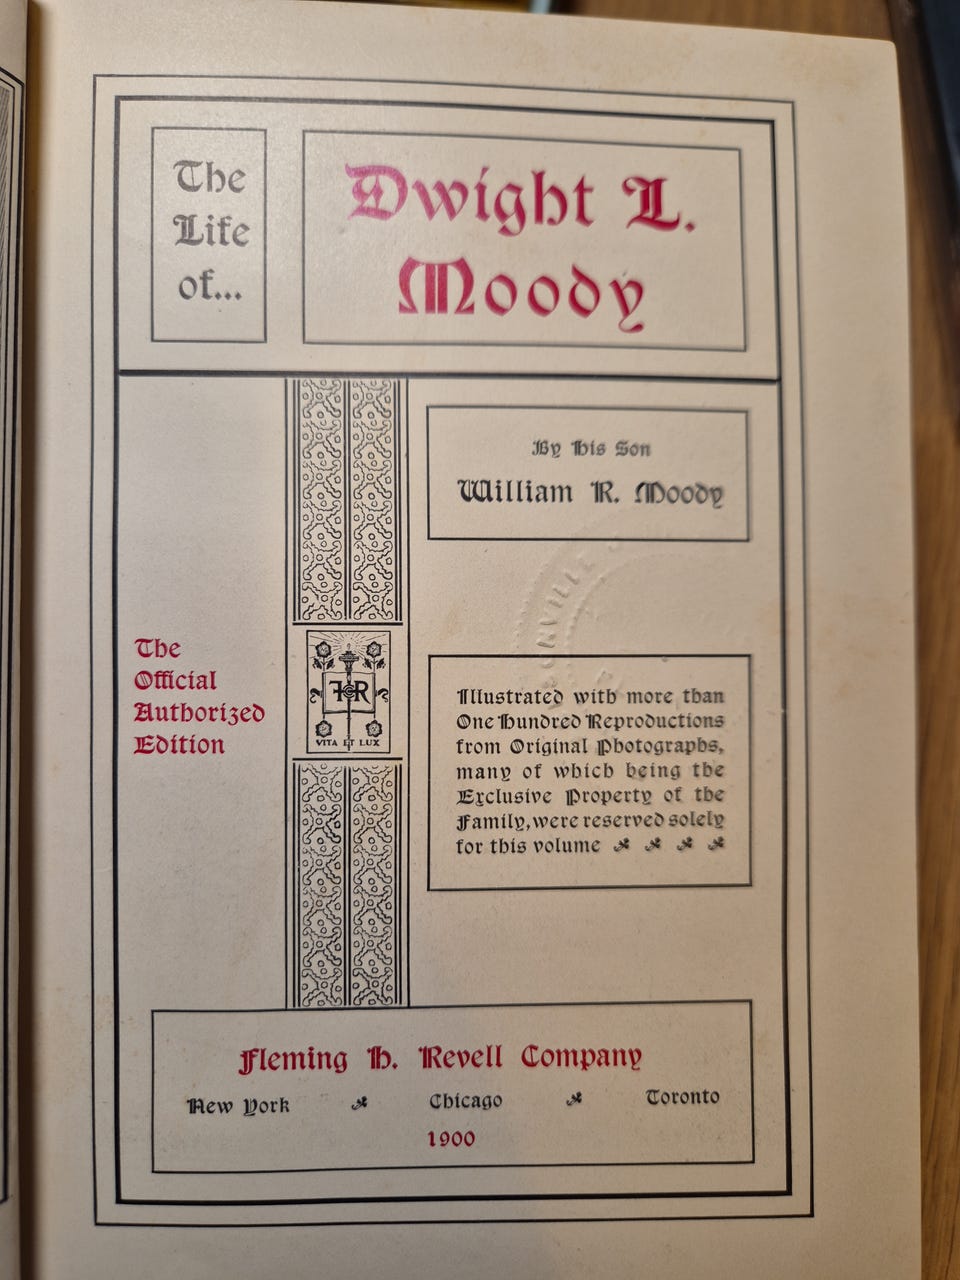 The
Life
of...
Dwight L.
Moody
By His Son
William R. Moody
The
Official
Authorized
Edition
VITA ET LUX
Illustrated with more than
One Hundred Reproductions
from Original Photographs,
many of which being the
Exclusive Property of the
Family, were reserved solely
for this volume
Fleming H. Revell Company
New York Chicago Toronto
1900